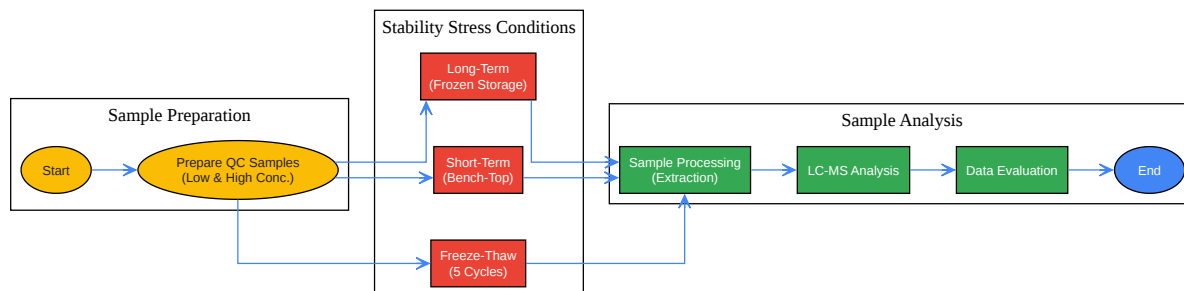 Sample Preparation
Start
Prepare QC Samples
(Low & High Conc.)
Stability Stress Conditions
Long-Term
(Frozen Storage)
Short-Term
(Bench-Top)
Freeze-Thaw
(5 Cycles)
Sample Analysis
Sample Processing
(Extraction)
LC-MS Analysis
Data Evaluation
End